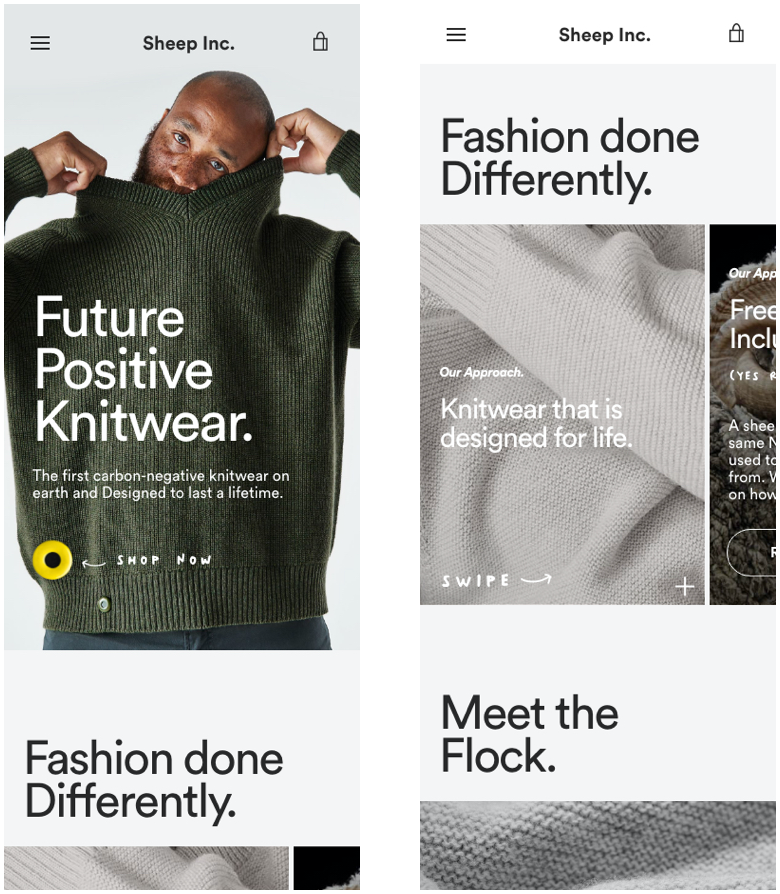 Sheep Inc.
Future
Positive
Knitwear.
The first carbon-negative knitwear on
earth and Designed to last a lifetime.
SHOP NOW
Fashion done
Differently.
Sheep Inc.
Fashion done
Differently.
Our Approach.
Knitwear that is
designed for life.
SWIPE
Our App
Free
Inclu
(YES R
A shee
same N
used to
from. W
on how
R
Meet the
Flock.